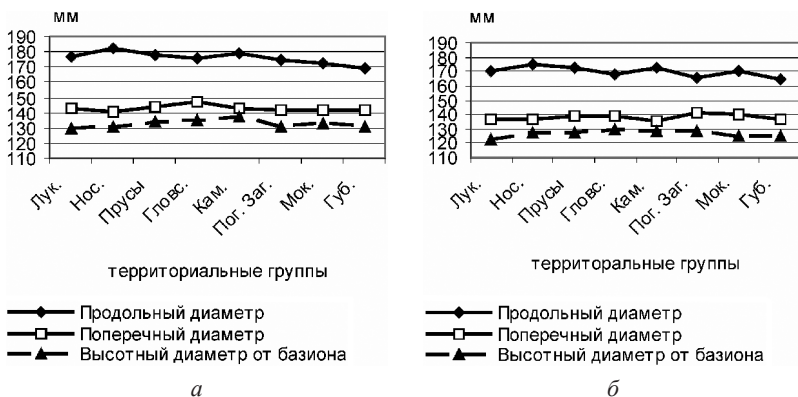 мм
190
180
170
160
150
140
130
120
110
Лук.
Нос.
Прусы
Гловс.
Кам.
Пог. Заг.
Мок.
Губ.
территориальные группы
Продольный диаметр
Поперечный диаметр
Высотный диаметр от базиона
а
мм
190
180
170
160
150
140
130
120
110
Лук.
Нос.
Прусы
Гловс.
Кам.
Пог. Заг.
Мок.
Губ.
территоральные группы
Продольный диаметр
Поперечный диаметр
Высотный диаметр от базиона
б